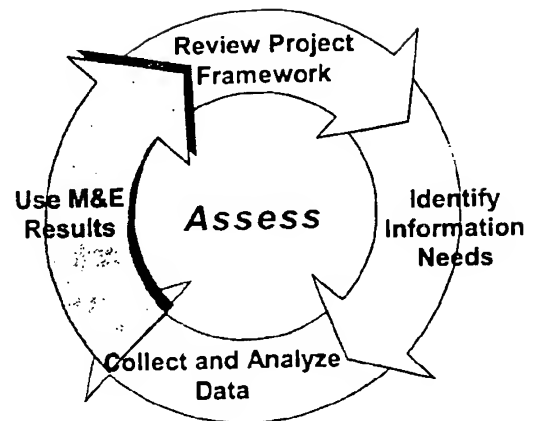 Review Project
Framework
Identify
Information
Needs
Collect and Analyze
Data
Use M&E
Results
Assess